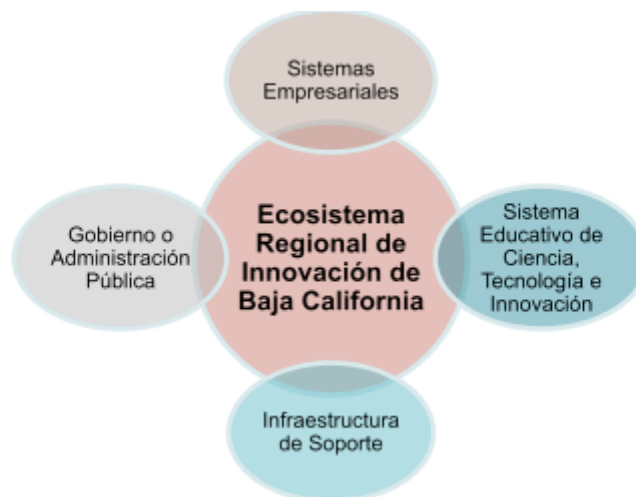 Sistemas
Empresariales
Gobierno o
Administración
Pública
Ecosistema
Regional de
Innovación de
Baja California
Sistema
Educativo de
Ciencia,
Tecnología e
Innovación
Infraestructura
de Soporte